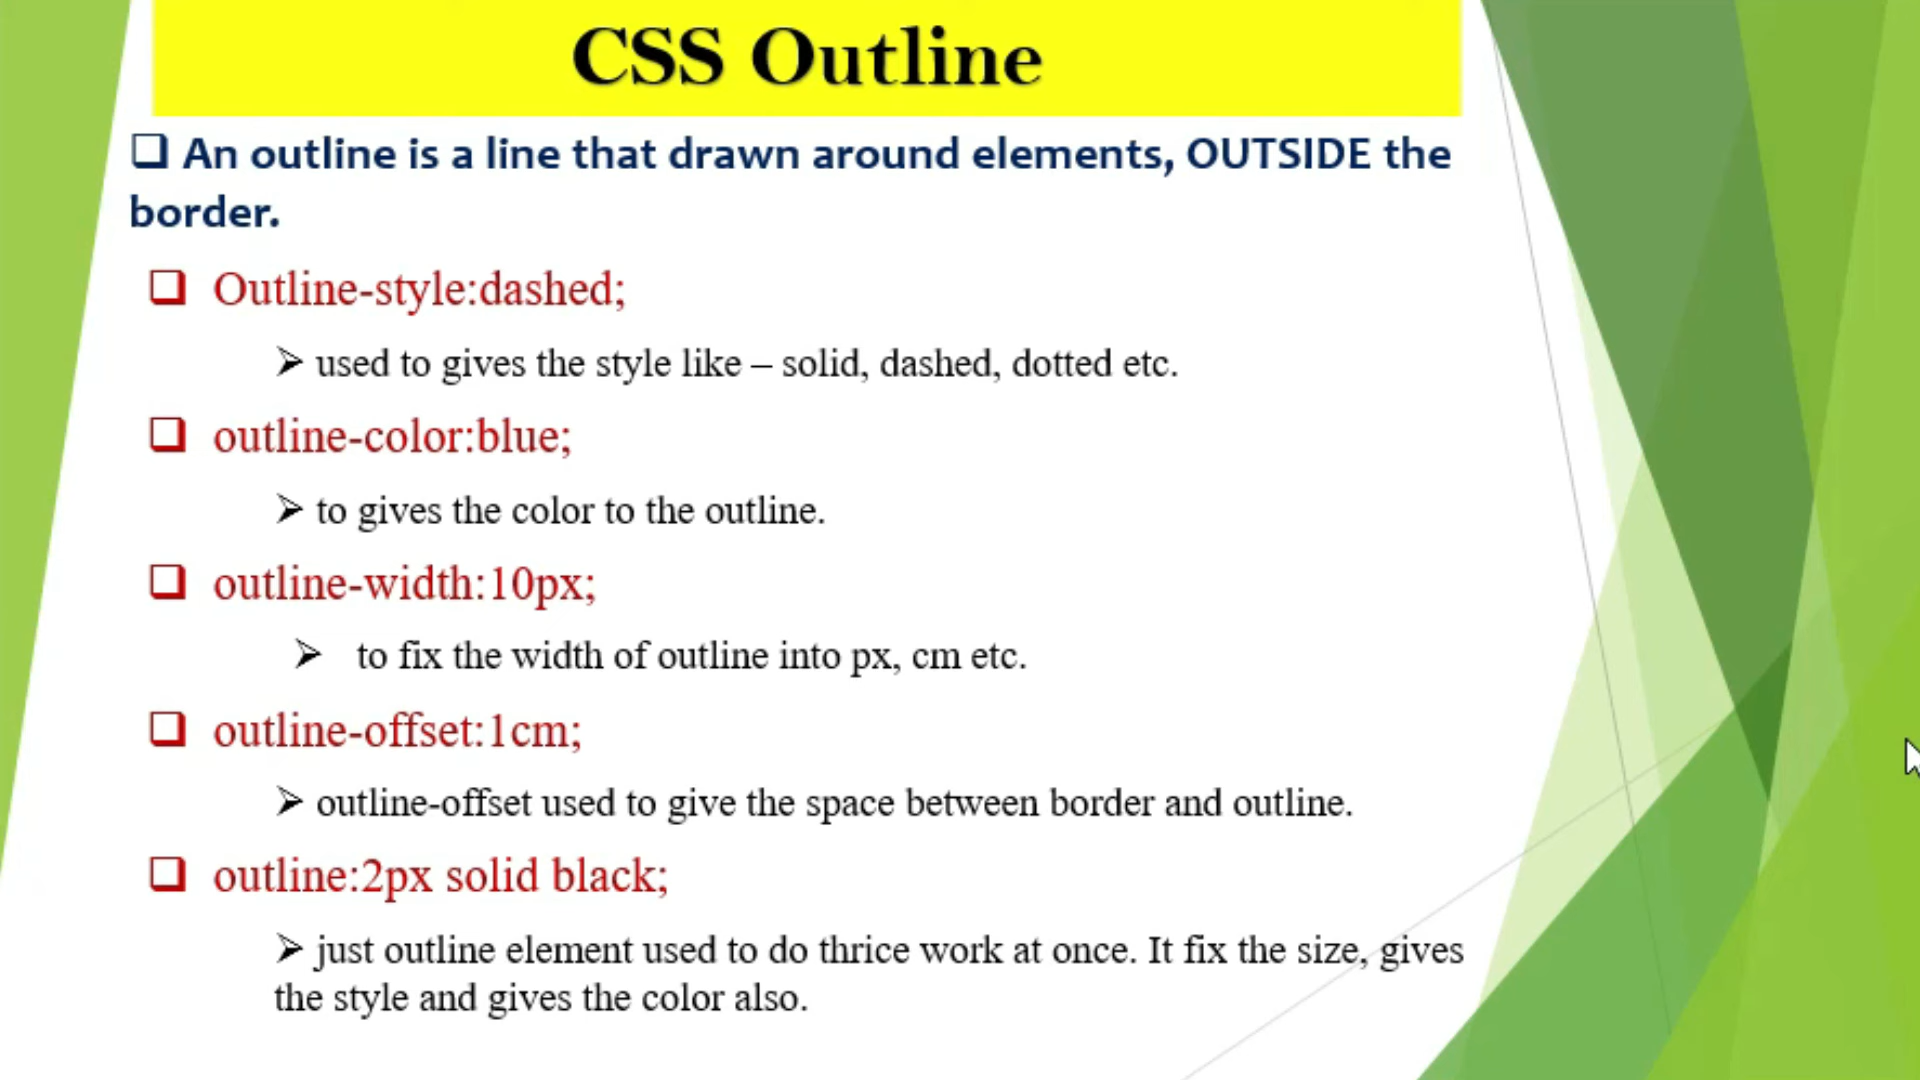 CSS Outline
An outline is a line that drawn around elements, OUTSIDE the
border.
Outline-style:dashed;
used to gives the style like – solid, dashed, dotted etc.
outline-color:blue;
to gives the color to the outline.
outline-width:10px;
to fix the width of outline into px, cm etc.
outline-offset:1cm;
outline-offset used to give the space between border and outline.
outline:2px solid black;
just outline element used to do thrice work at once. It fix the size, gives
the style and gives the color also.